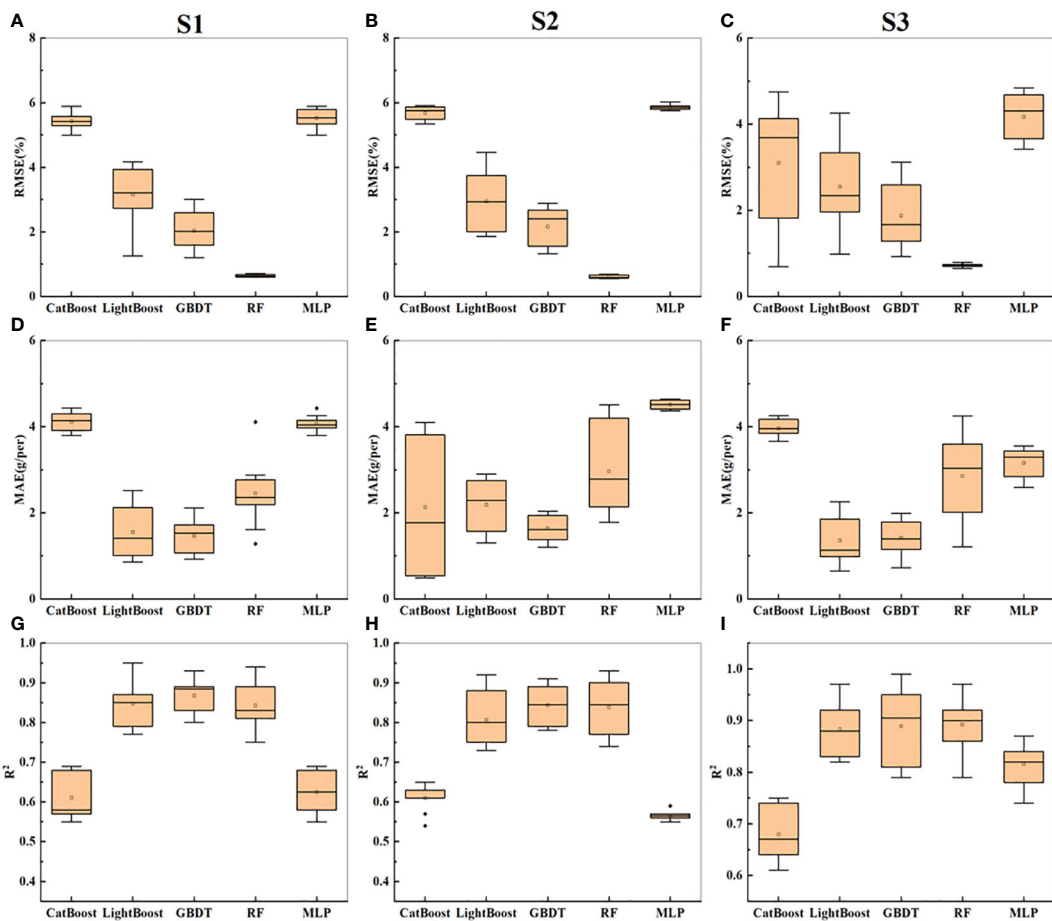 A S1 B S2 C S3
8 8 6
6 6
4
4 4
2
2 2
0 0 0
RMSE(%) RMSE(%) RMSE(%)
CatBoost LightBoost GBDT RF MLP CatBoost LightBoost GBDT RF MLP CatBoost LightBoost GBDT RF MLP
D E F
6 6 6
4 4 4
2 2 2
0 0 0
MAE(g/per) MAE(g/per) MAE(g/per)
CatBoost LightBoost GBDT RF MLP CatBoost LightBoost GBDT RF MLP CatBoost LightBoost GBDT RF MLP
G H I
1.0 1.0
1.0
0.9 0.9
0.9
0.8 0.8
0.8
0.7 0.7
0.6 0.6 0.7
0.5 0.5
0.6
0.4 0.4
R2 R2 R2
CatBoost LightBoost GBDT RF MLP CatBoost LightBoost GBDT RF MLP CatBoost LightBoost GBDT RF MLP